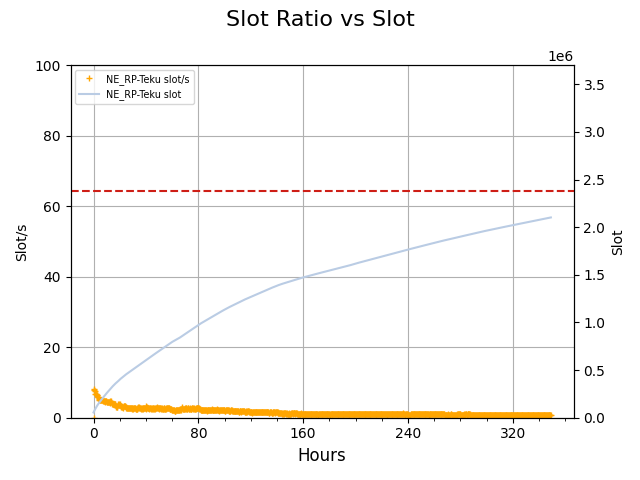 Slot Ratio vs Slot
1e6
NE_RP-Teku slot/s
NE_RP-Teku slot
100
80
60
40
20
0
Slot/s
3.5
3.0
2.5
2.0
1.5
1.0
0.5
0.0
Slot
0 80 160 240 320
Hours